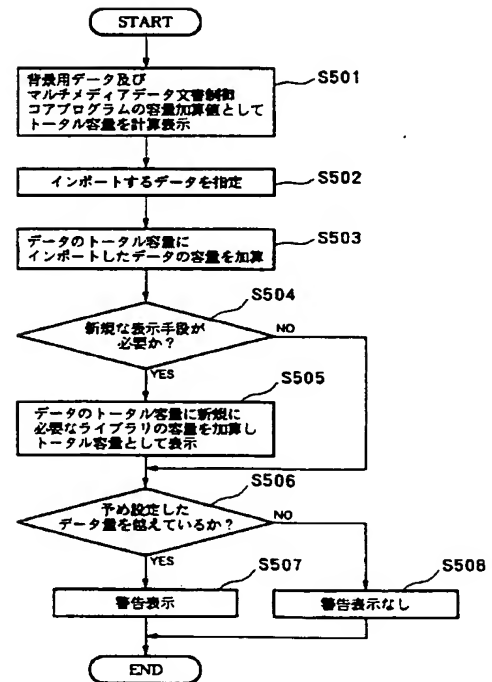 START
背景用データ及び
マルチメディアデータ文書制御
コアプログラムの容量加算値として
トータル容量を計算表示
S501
インポートするデータを指定
S502
データのトータル容量に
インポートしたデータの容量を加算
S503
新規な表示手段が
必要か?
S504
NO
YES
データのトータル容量に新規に
必要なライブラリの容量を加算し
トータル容量として表示
S505
予め設定した
データ量を越えているか?
S506
NO
YES
警告表示
S507
警告表示なし
S508
END